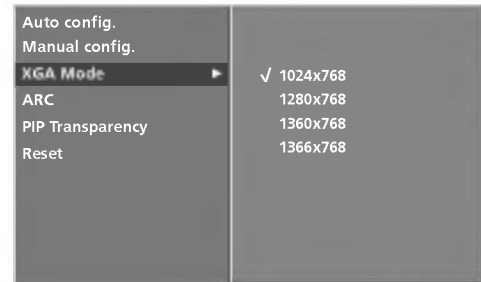 Auto config.
Manual config.
XGA Mode ►
ARC
PIP Transparency
Reset
√ 1024x768
1280x768
1360x768
1366x768